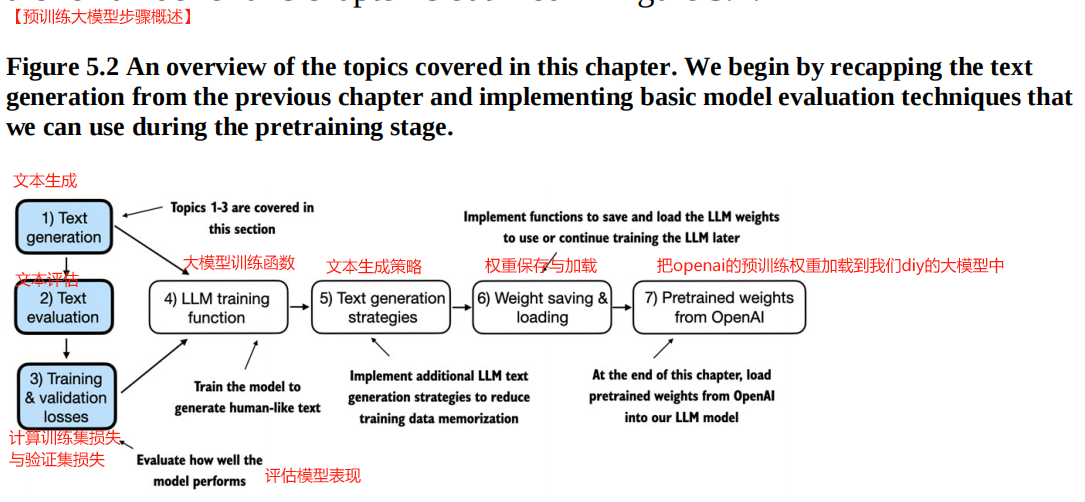 【预训练大模型步骤概述】
Figure 5.2 An overview of the topics covered in this chapter. We begin by recapping the text
generation from the previous chapter and implementing basic model evaluation techniques that
we can use during the pretraining stage.
文本生成
1) Text
generation
Topics 1-3 are covered in
this section
Implement functions to save and load the LLM weights
to use or continue training the LLM later
文本评估
2) Text
evaluation
大模型训练函数
4) LLM training
function
文本生成策略
5) Text generation
strategies
权重保存与加载
6) Weight saving &
loading
把openai的预训练权重加载到我们diy的大模型中
7) Pretrained weights
from OpenAI
3) Training
& validation
losses
计算训练集损失
与验证集损失
Train the model to
generate human-like text
Implement additional LLM text
generation strategies to reduce
training data memorization
At the end of this chapter, load
pretrained weights from OpenAI
into our LLM model
Evaluate how well the
model performs
评估模型表现